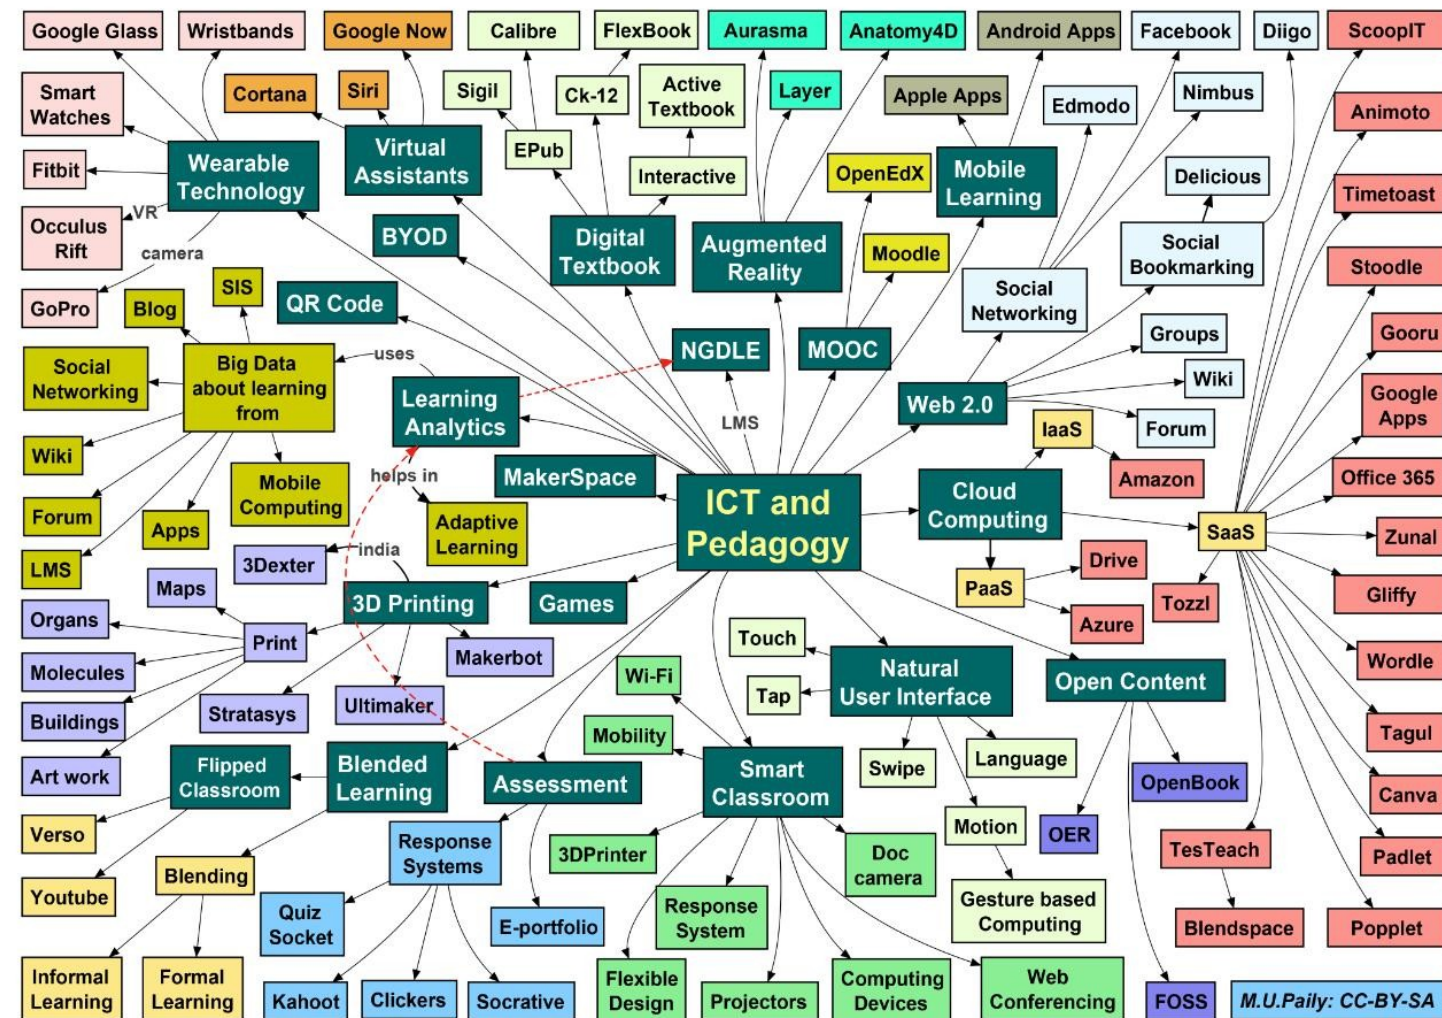 Google Glass
Wristbands
Google Now
Calibre
FlexBook
Aurasma
Anatomy4D
Android Apps
Facebook
Diigo
ScoopIT
Smart
Watches
Cortana
Siri
Sigil
Ck-12
Active
Textbook
Layer
Apple Apps
Edmodo
Nimbus
Animoto
Wearable
Technology
Virtual
Assistants
EPub
Interactive
OpenEdX
Mobile
Learning
Delicious
Timetoast
Fitbit
VR
Occulus
Rift
camera
BYOD
Digital
Textbook
Augmented
Reality
Moodle
Social
Bookmarking
Stoodle
GoPro
Blog
SIS
QR Code
Social
Networking
Groups
Gooru
Social
Networking
Big Data
about learning
from
uses
NGDLE
MOOC
Wiki
Google
Apps
Learning
Analytics
LMS
Web 2.0
IaaS
Forum
Wiki
Mobile
Computing
helps in
MakerSpace
ICT and
Pedagogy
Cloud
Computing
Amazon
Office 365
Forum
Apps
Adaptive
Learning
SaaS
Zunal
LMS
3Dexter
india
Drive
PaaS
Tozzl
Gliffy
Maps
3D Printing
Games
Azure
Organs
Print
Makerbot
Touch
Natural
User Interface
Open Content
Wordle
Molecules
Wi-Fi
Tap
Buildings
Stratasys
Ultimaker
Mobility
Tagul
Art work
Flipped
Classroom
Blended
Learning
Assessment
Smart
Classroom
Swipe
Language
OpenBook
Canva
Verso
Response
Systems
3DPrinter
Doc
camera
Motion
OER
TesTeach
Padlet
Youtube
Blending
Quiz
Socket
E-portfolio
Response
System
Gesture based
Computing
Blendspace
Popplet
Informal
Learning
Formal
Learning
Kahoot
Clickers
Socrative
Flexible
Design
Projectors
Computing
Devices
Web
Conferencing
FOSS
M.U.Paily: CC-BY-SA